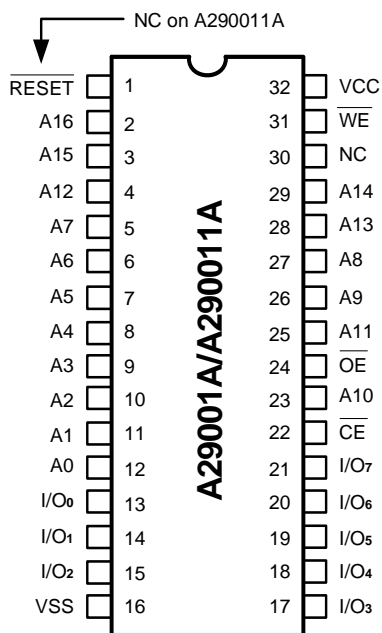 NC on A290011A
RESET 1 32 VCC
A16 2 31 WE
A15 3 30 NC
A12 4 29 A14
A7 5 28 A13
A6 6 27 A8
A5 7 26 A9
A4 8 25 A11
A3 9 24 OE
A2 10 23 A10
A1 11 22 CE
A0 12 21 I/O7
I/O0 13 20 I/O6
I/O1 14 19 I/O5
I/O2 15 18 I/O4
VSS 16 17 I/O3
A29001A/A290011A